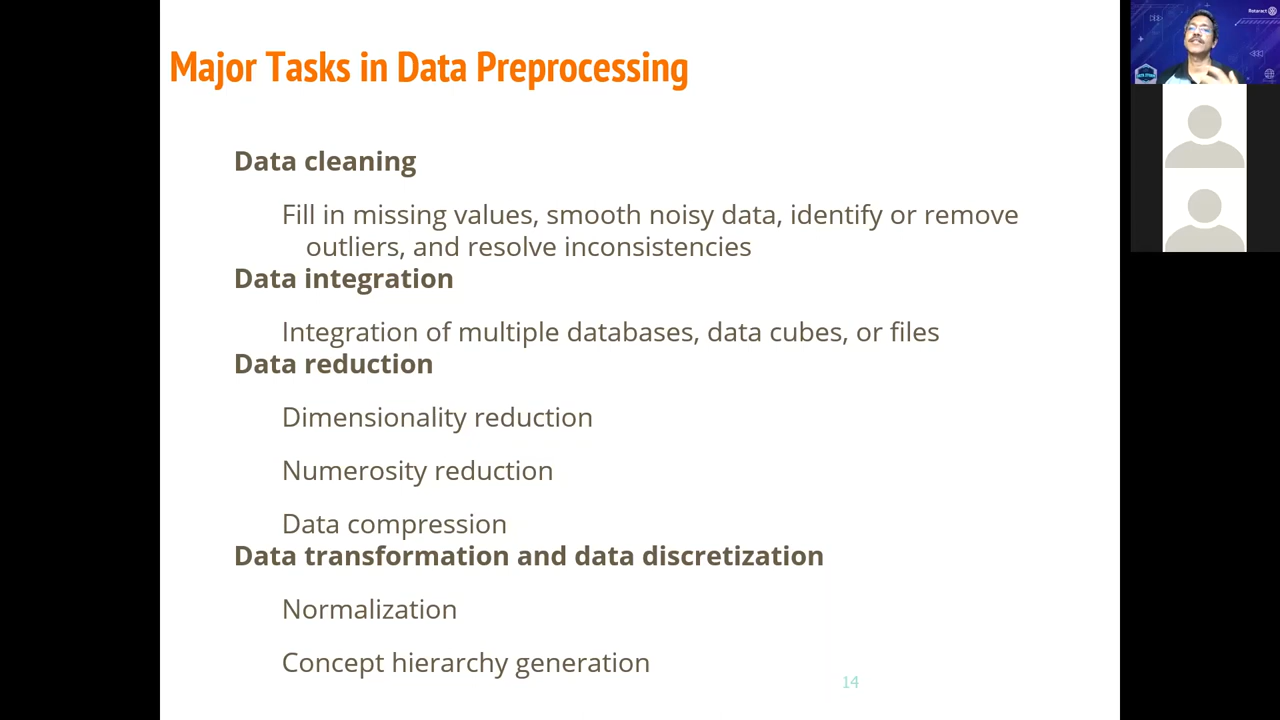 Major Tasks in Data Preprocessing
Data cleaning
Fill in missing values, smooth noisy data, identify or remove
outliers, and resolve inconsistencies
Data integration
Integration of multiple databases, data cubes, or files
Data reduction
Dimensionality reduction
Numerosity reduction
Data compression
Data transformation and data discretization
Normalization
Concept hierarchy generation
14
Rotaract